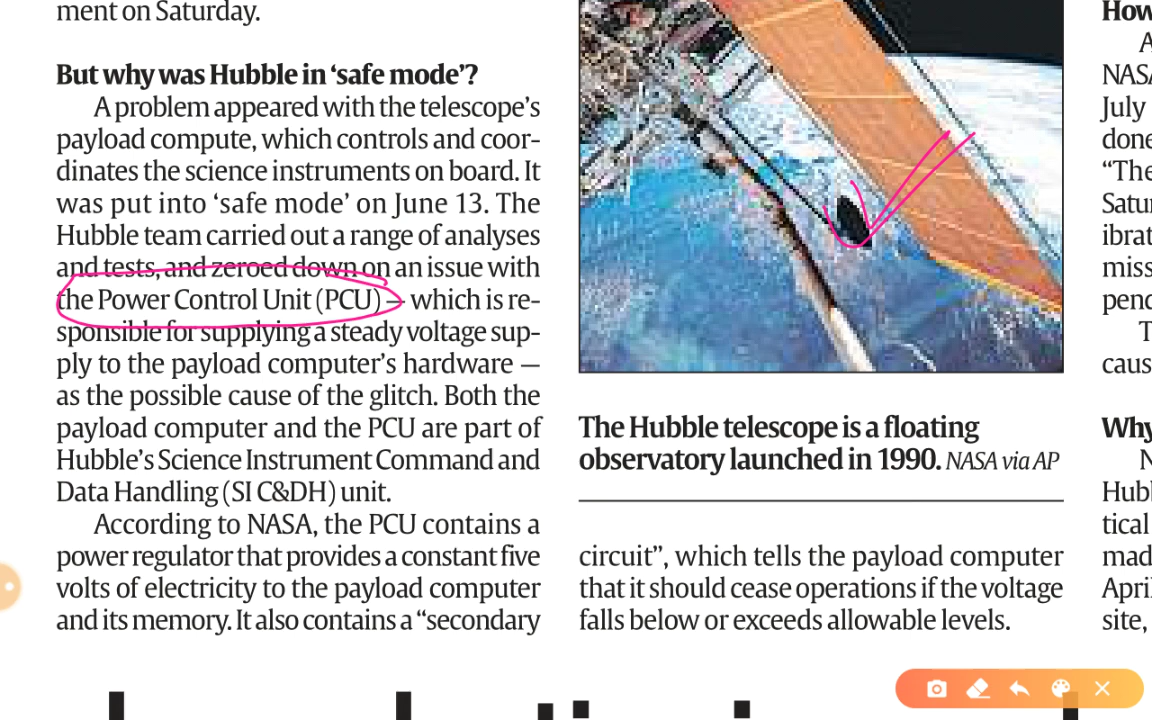 ment on Saturday.
But why was Hubble in ‘safe mode’?
A problem appeared with the telescope’s
payload compute, which controls and coor-
dinates the science instruments on board. It
was put into ‘safe mode’ on June 13. The
Hubble team carried out a range of analyses
and tests, and zeroed down on an issue with
the Power Control Unit (PCU) — which is re-
sponsible for supplying a steady voltage sup-
ply to the payload computer’s hardware —
as the possible cause of the glitch. Both the
payload computer and the PCU are part of
Hubble’s Science Instrument Command and
Data Handling (SI C&DH) unit.
According to NASA, the PCU contains a
power regulator that provides a constant five
volts of electricity to the payload computer
and its memory. It also contains a “secondary
The Hubble telescope is a floating
observatory launched in 1990. NASA via AP
circuit”, which tells the payload computer
that it should cease operations if the voltage
falls below or exceeds allowable levels.
How
NASA
July
done
“The
Satur
ibrat
miss
pend
T
caus
Why
N
Hubb
tical
made
April
site,